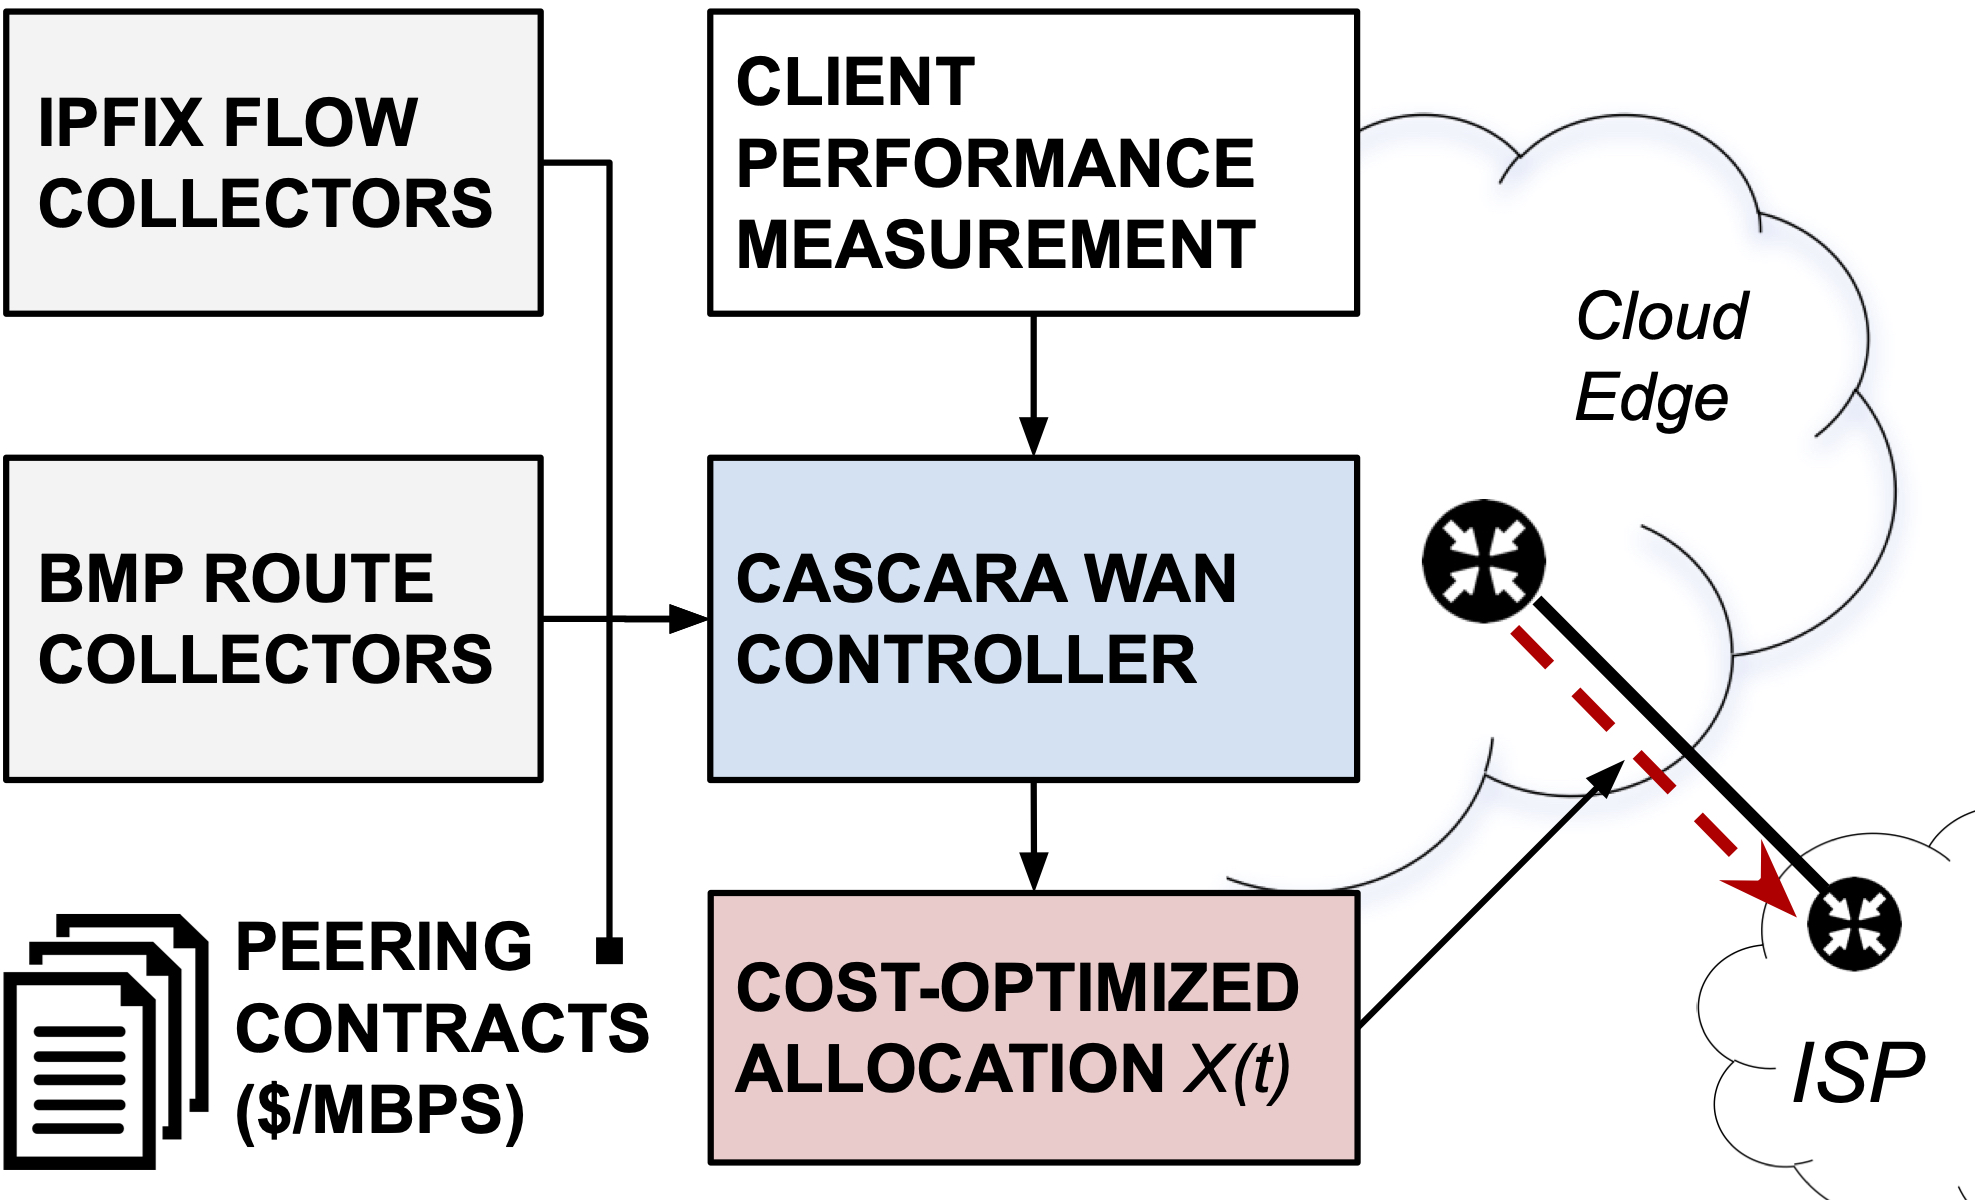 IPFIX FLOW
COLLECTORS
CLIENT
PERFORMANCE
MEASUREMENT
Cloud
Edge
BMP ROUTE
COLLECTORS
CASCARA WAN
CONTROLLER
PEERING
CONTRACTS
($/MBPS)
COST-OPTIMIZED
ALLOCATION X(t)
ISP